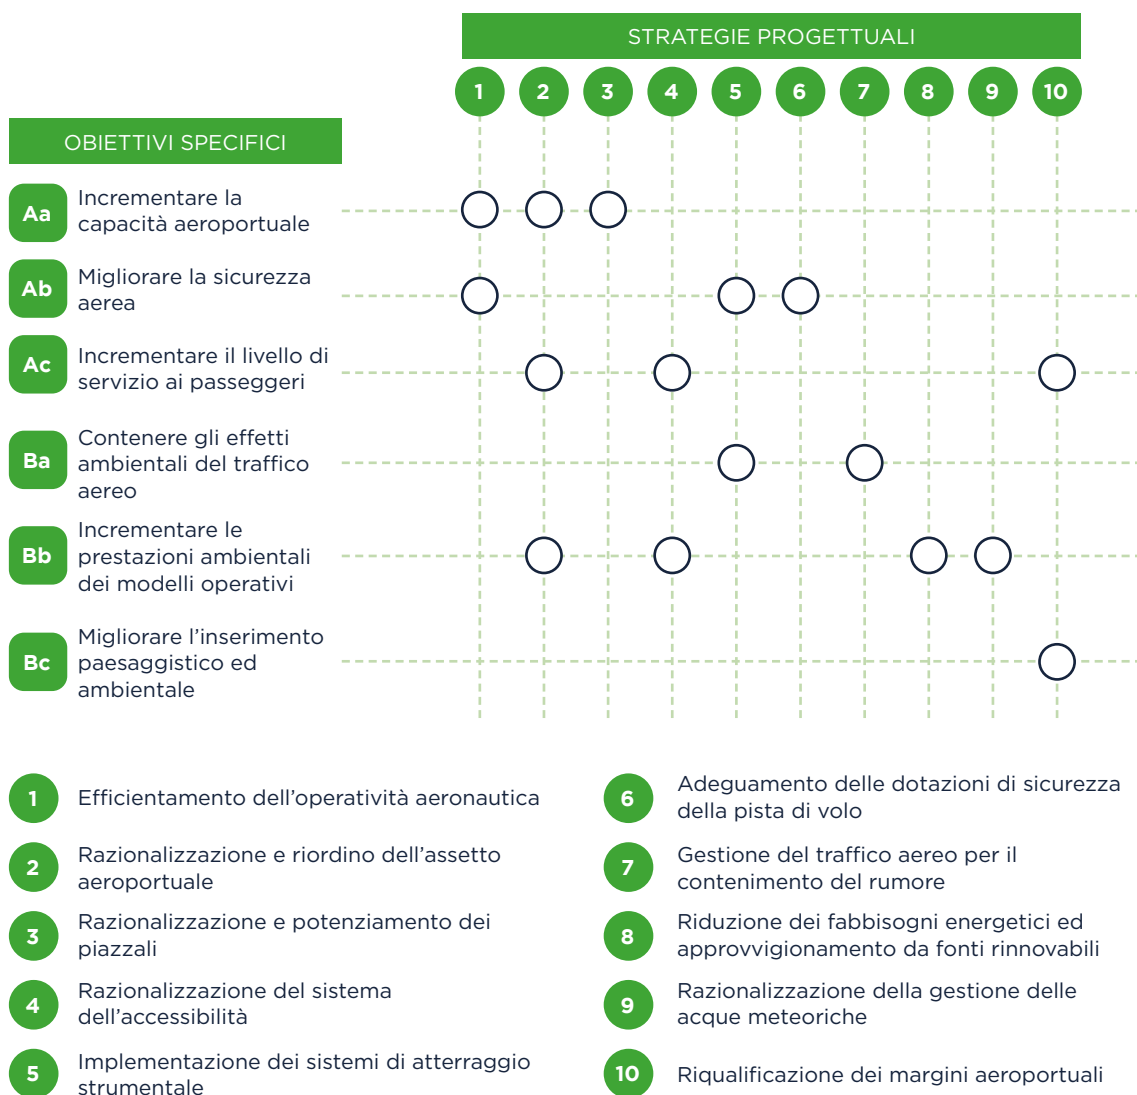 STRATEGIE PROGETTUALI
1 2 3 4 5 6 7 8 9 10
OBIETTIVI SPECIFICI
Aa
Incrementare la
capacità aeroportuale
Ab
Migliorare la sicurezza
aerea
Ac
Incrementare il livello di
servizio ai passeggeri
Ba
Contenere gli effetti
ambientali del traffico
aereo
Bb
Incrementare le
prestazioni ambientali
dei modelli operativi
Bc
Migliorare l’inserimento
paesaggistico ed
ambientale
1
Efficientamento dell’operatività aeronautica
2
Razionalizzazione e riordino dell’assetto
aeroportuale
3
Razionalizzazione e potenziamento dei
piazzali
4
Razionalizzazione del sistema
dell’accessibilità
5
Implementazione dei sistemi di atterraggio
strumentale
6
Adeguamento delle dotazioni di sicurezza
della pista di volo
7
Gestione del traffico aereo per il
contenimento del rumore
8
Riduzione dei fabbisogni energetici ed
approvvigionamento da fonti rinnovabili
9
Razionalizzazione della gestione delle
acque meteoriche
10
Riqualificazione dei margini aeroportuali